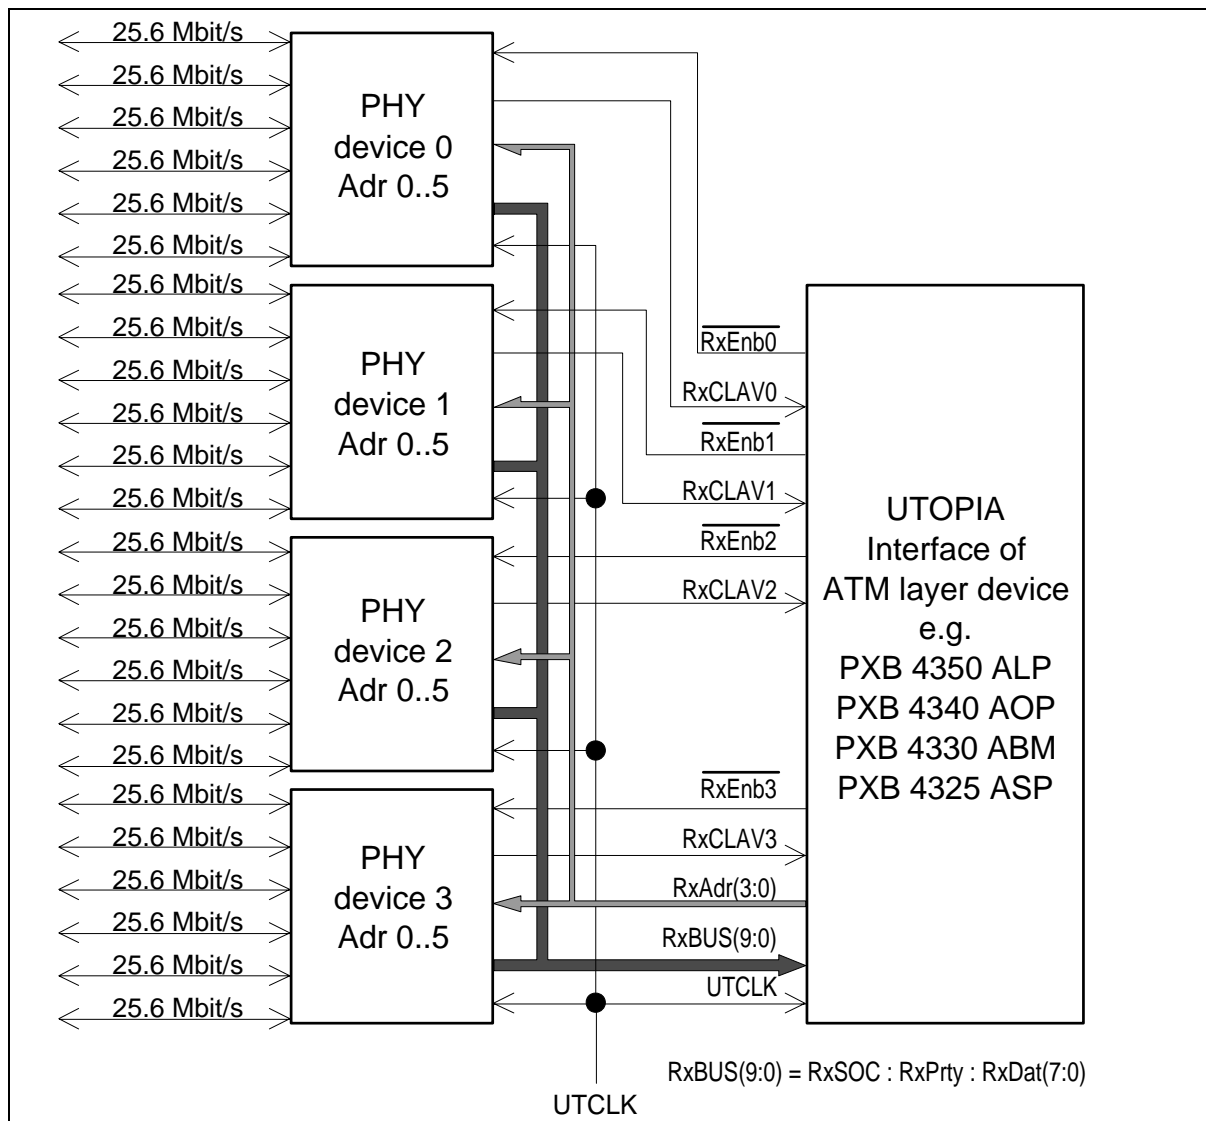 25.6 Mbit/s
25.6 Mbit/s
25.6 Mbit/s
25.6 Mbit/s
25.6 Mbit/s
25.6 Mbit/s
PHY
device 0
Adr 0..5
25.6 Mbit/s
25.6 Mbit/s
25.6 Mbit/s
25.6 Mbit/s
25.6 Mbit/s
25.6 Mbit/s
PHY
device 1
Adr 0..5
25.6 Mbit/s
25.6 Mbit/s
25.6 Mbit/s
25.6 Mbit/s
25.6 Mbit/s
25.6 Mbit/s
PHY
device 2
Adr 0..5
25.6 Mbit/s
25.6 Mbit/s
25.6 Mbit/s
25.6 Mbit/s
25.6 Mbit/s
25.6 Mbit/s
PHY
device 3
Adr 0..5
RxEnb0
RxCLAV0
RxEnb1
RxCLAV1
RxEnb2
RxCLAV2
RxEnb3
RxCLAV3
RxAdr(3:0)
RxBUS(9:0)
UTCLK
UTOPIA
Interface of
ATM layer device
e.g.
PXB 4350 ALP
PXB 4340 AOP
PXB 4330 ABM
PXB 4325 ASP
RxBUS(9:0) = RxSOC : RxPrty : RxDat(7:0)
UTCLK